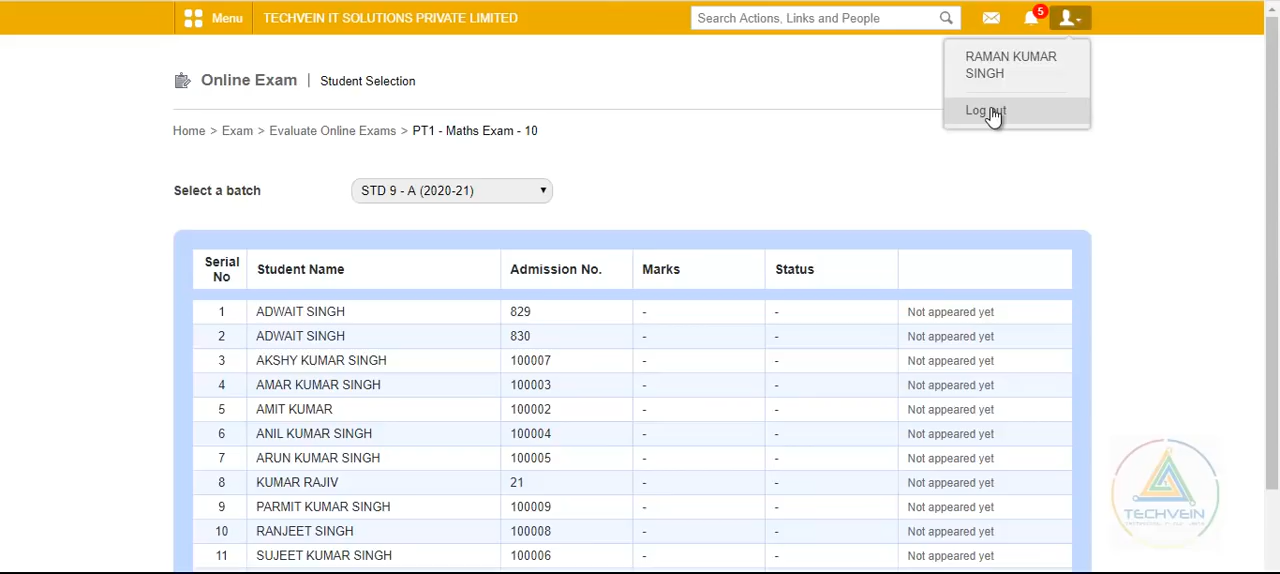 Menu
TECHVEIN IT SOLUTIONS PRIVATE LIMITED
Search Actions, Links and People
5
RAMAN KUMAR
SINGH
Log out
Online Exam | Student Selection
Home > Exam > Evaluate Online Exams > PT1 - Maths Exam - 10
Select a batch
STD 9 - A (2020-21)
Serial No Student Name Admission No. Marks Status
1 ADWAIT SINGH 829 - - Not appeared yet
2 ADWAIT SINGH 830 - - Not appeared yet
3 AKSHY KUMAR SINGH 100007 - - Not appeared yet
4 AMAR KUMAR SINGH 100003 - - Not appeared yet
5 AMIT KUMAR 100002 - - Not appeared yet
6 ANIL KUMAR SINGH 100004 - - Not appeared yet
7 ARUN KUMAR SINGH 100005 - - Not appeared yet
8 KUMAR RAJIV 21 - - Not appeared yet
9 PARMIT KUMAR SINGH 100009 - - Not appeared yet
10 RANJEET SINGH 100008 - - Not appeared yet
11 SUJEET KUMAR SINGH 100006 - - Not appeared yet
TECHVEIN